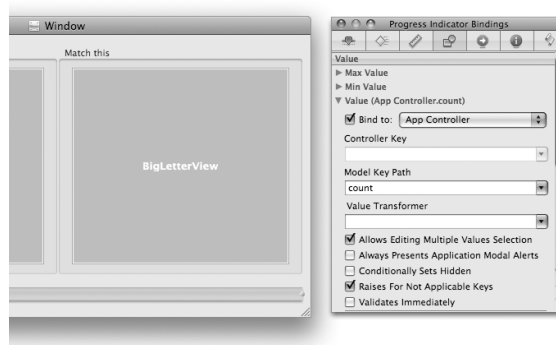 Window
Match this
BigLetterView
Progress Indicator Bindings
Value
Max Value
Min Value
Value (App Controller.count)
Bind to: App Controller
Controller Key
Model Key Path
count
Value Transformer
Allows Editing Multiple Values Selection
Always Presents Application Modal Alerts
Conditionally Sets Hidden
Raises For Not Applicable Keys
Validates Immediately